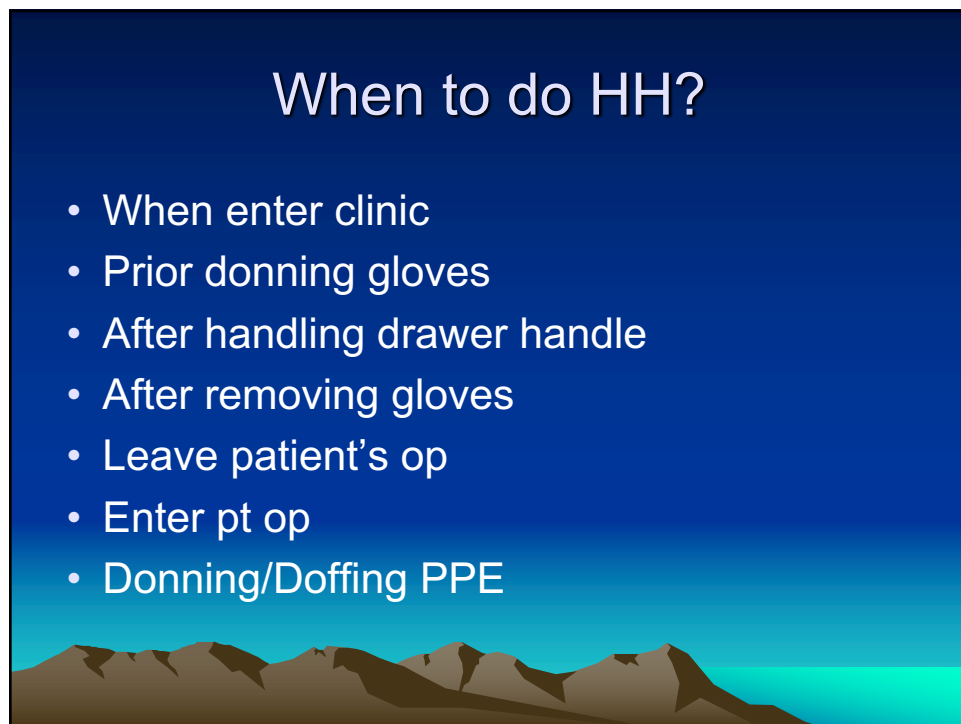 When to do HH?
• When enter clinic
• Prior donning gloves
• After handling drawer handle
• After removing gloves
• Leave patient’s op
• Enter pt op
• Donning/Doffing PPE